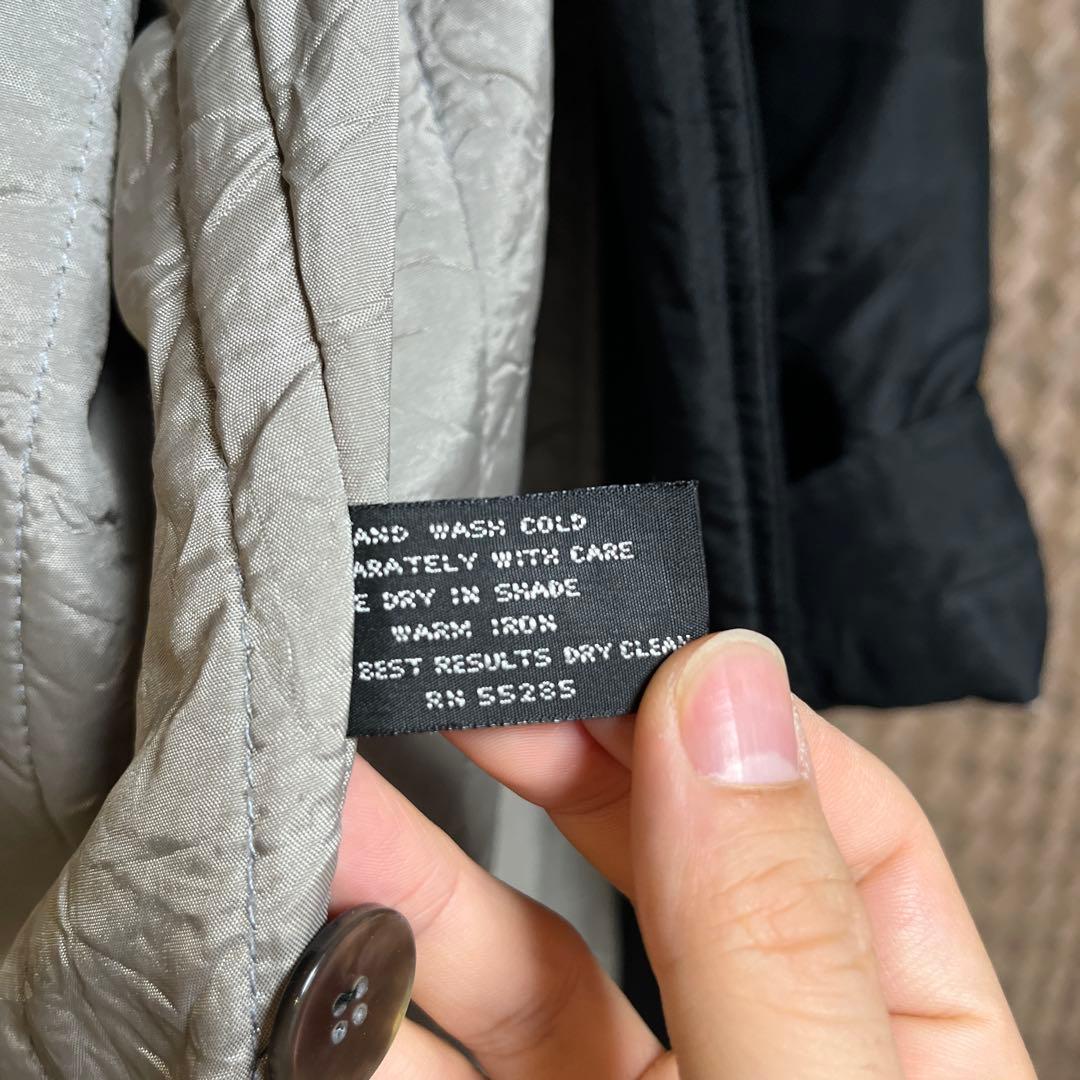 AND WASH COLD
ARATELY WITH CARE
E DRY IN SHADE
WARM IRON
BEST RESULTS DRY CLEAN
RN 55285